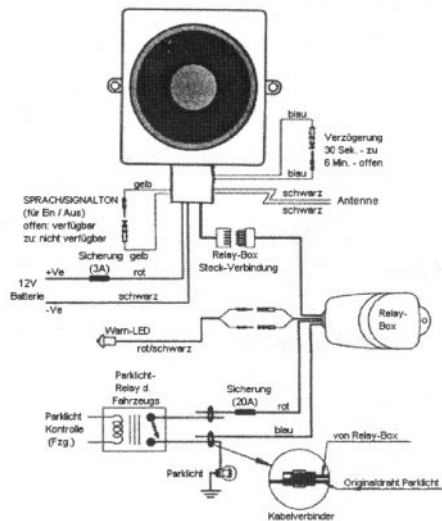 blau
Verzögerung
30 Sek. - zu
6 Min. - offen
blau
gelb
SPRACH/SIGNALTON
(für Ein / Aus)
offen: verfügbar
zu: nicht verfügbar
gelb
schwarz
Antenne
schwarz
Sicherung
(3A)
+Ve
rot
Relay-Box
Steck-Verbindung
12V
Batterie
schwarz
-Ve
Relay-
Box
Warn-LED
rot/schwarz
Parklicht-
Relay d.
Fahrzeugs
Sicherung
(20A)
rot
Parklicht
Kontrolle
(Fzg.)
blau
von Relay-Box
Parklicht
Originaldraht Parklicht
Kabelverbinder